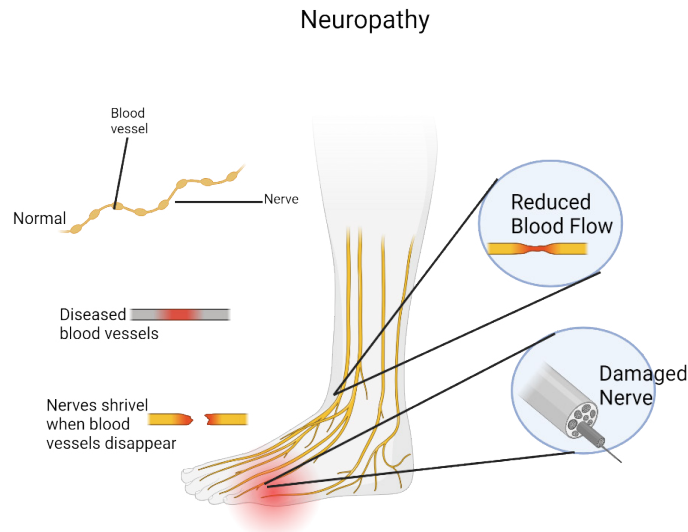 Neuropathy
Blood
vessel
Nerve
Normal
Reduced
Blood Flow
Diseased
blood vessels
Damaged
Nerve
Nerves shrivel
when blood
vessels disappear